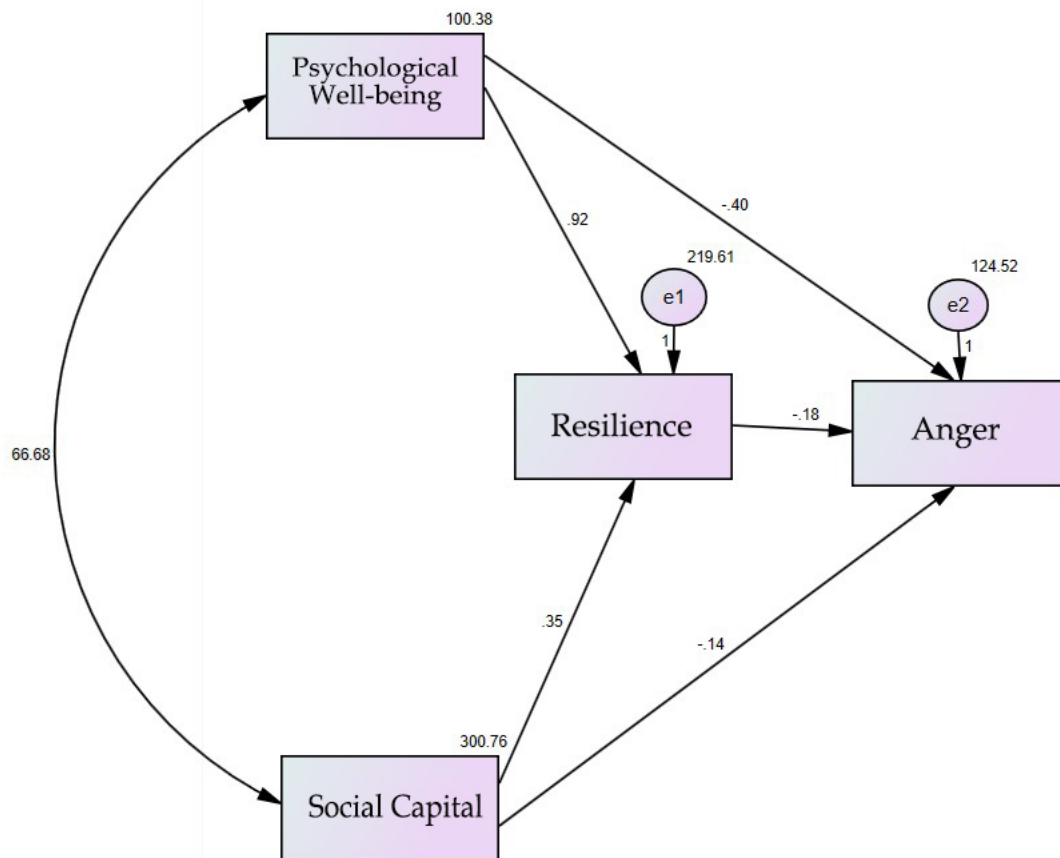 100.38
Psychological
Well-being
-.40
.92
219.61
124.52
e1
e2
1
1
Resilience
-.18
Anger
66.68
.35
-.14
300.76
Social Capital